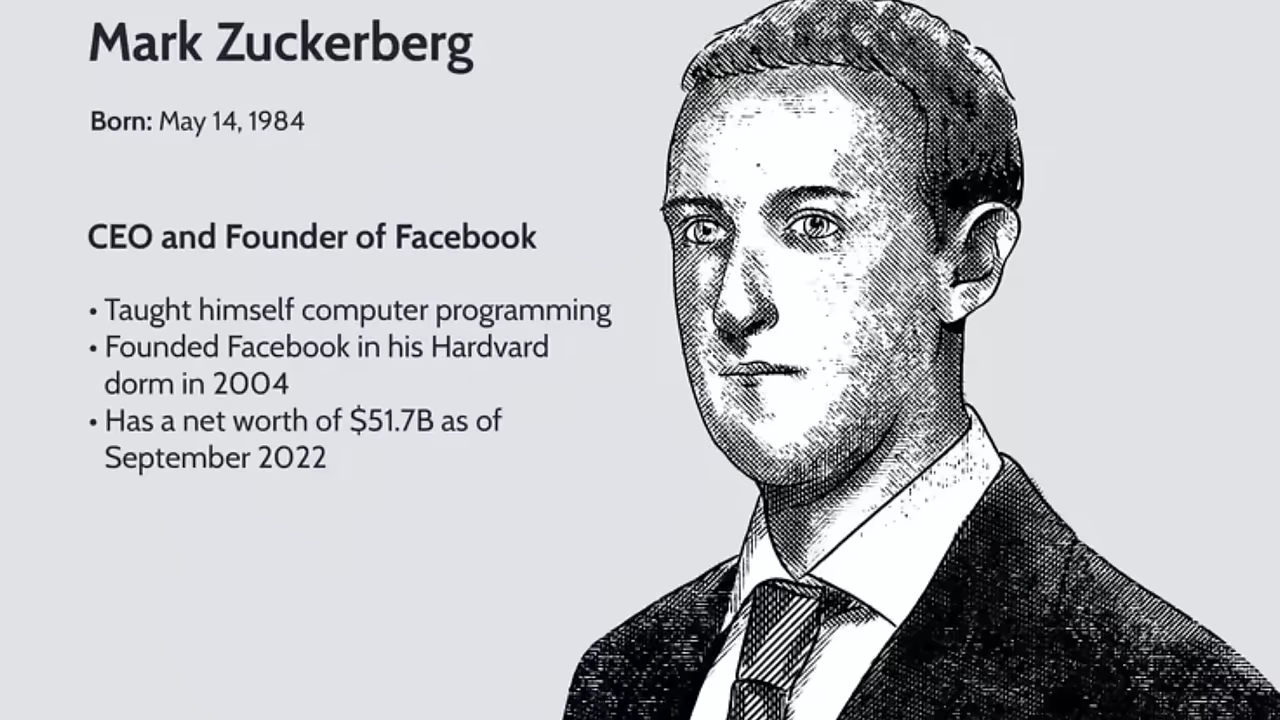 Mark Zuckerberg
Born: May 14, 1984
CEO and Founder of Facebook
• Taught himself computer programming
• Founded Facebook in his Hardvard
dorm in 2004
• Has a net worth of $51.7B as of
September 2022